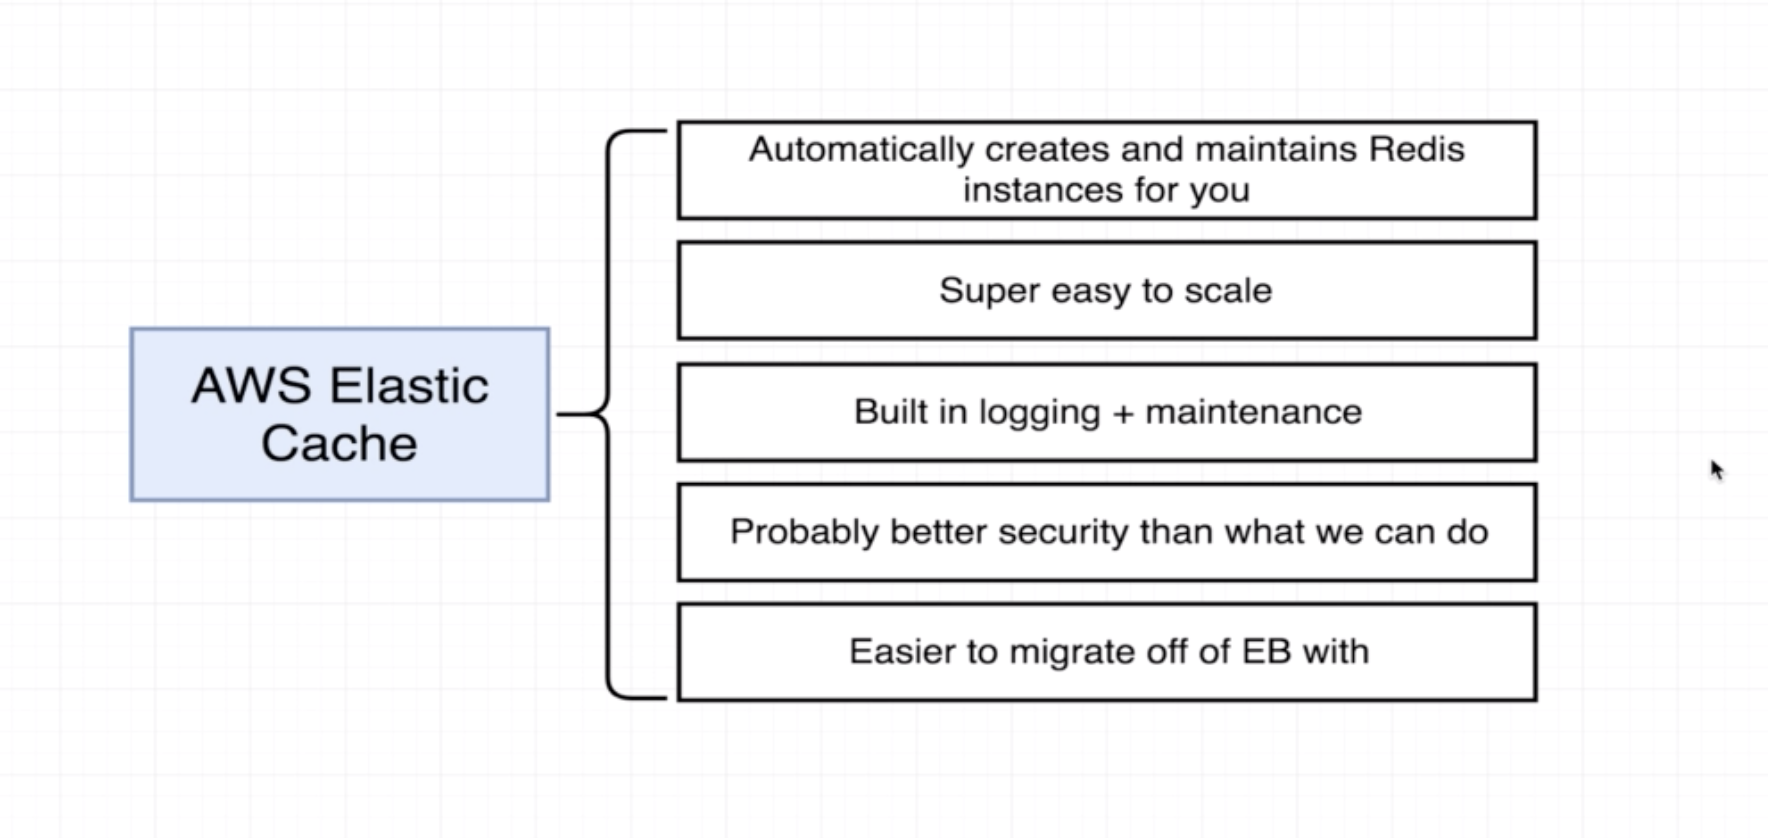 Automatically creates and maintains Redis
instances for you
Super easy to scale
AWS Elastic
Cache
Built in logging + maintenance
Probably better security than what we can do
Easier to migrate off of EB with